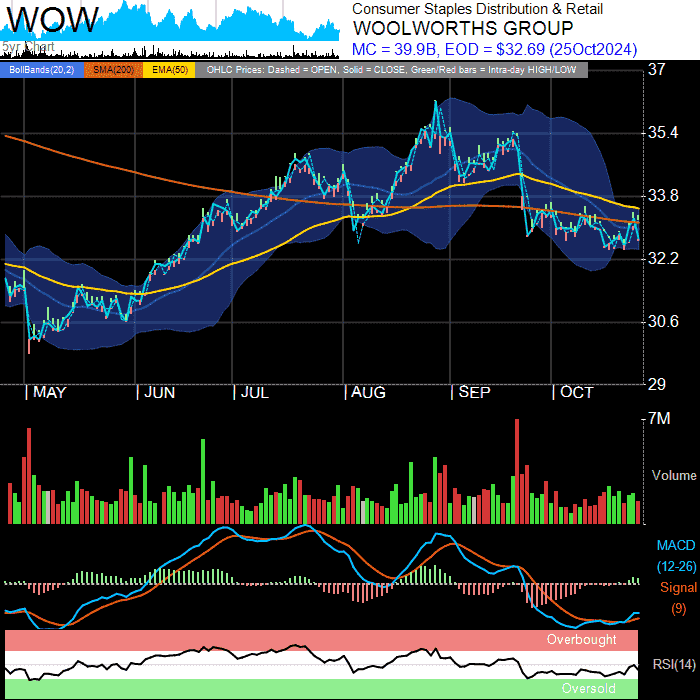 WOW
5yr Chart
Consumer Staples Distribution & Retail
WOOLWORTHS GROUP
MC = 39.9B, EOD = $32.69 (25Oct2024)
BollBands(20,2) SMA(200) EMA(50) OHLC Prices: Dashed = OPEN, Solid = CLOSE, Green/Red bars = Intra-day HIGH/LOW
37
35.4
33.8
32.2
30.6
29
| MAY | JUN | JUL | AUG | SEP | OCT
7M
Volume
MACD
(12-26)
Signal
(9)
Overbought
RSI(14)
Oversold